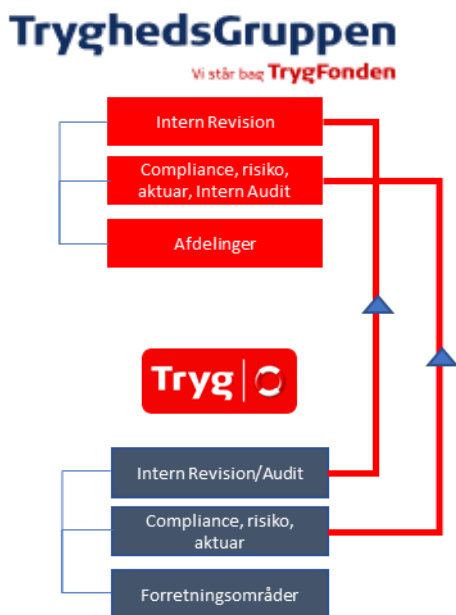 TryghedsGruppen
Vi står bag TrygFonden
Intern Revision
Compliance, risiko,
aktuar, Intern Audit
Afdelinger
Tryg
Intern Revision/Audit
Compliance, risiko,
aktuar
Forretningsområder